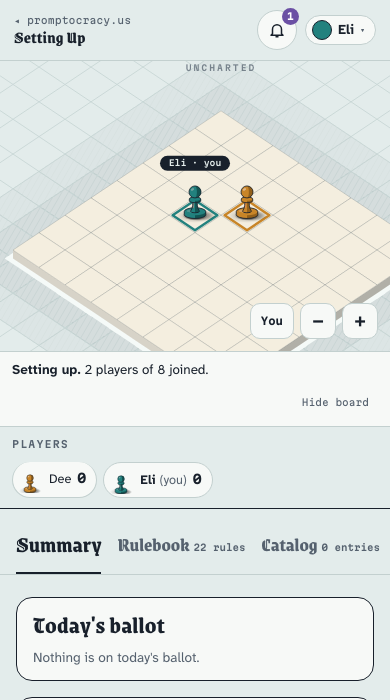 ◂ promptocracy.us
Setting Up
1
Eli ▾
UNCHARTED
Eli · you
You − +
Setting up. 2 players of 8 joined.
Hide board
PLAYERS
Dee 0
Eli (you) 0
Summary
Rulebook 22 rules
Catalog 0 entries
Today's ballot
Nothing is on today's ballot.